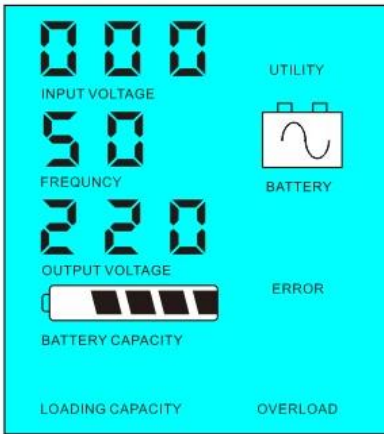 000
UTILITY
INPUT VOLTAGE
50
FREQUNCY
BATTERY
220
OUTPUT VOLTAGE
ERROR
BATTERY CAPACITY
LOADING CAPACITY
OVERLOAD